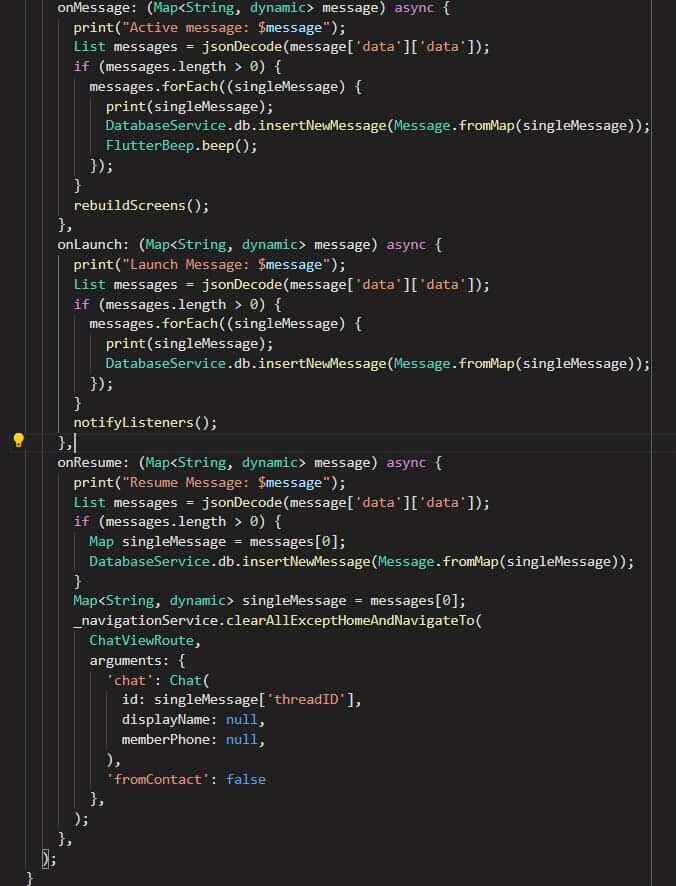 onMessage: (Map<String, dynamic> message) async {
print("Active message: $message");
List messages = jsonDecode(message['data']['data']);
if (messages.length > 0) {
messages.forEach((singleMessage) {
print(singleMessage);
DatabaseService.db.insertNewMessage(Message.fromMap(singleMessage));
FlutterBeep.beep();
});
}
rebuildScreens();
},
onLaunch: (Map<String, dynamic> message) async {
print("Launch Message: $message");
List messages = jsonDecode(message['data']['data']);
if (messages.length > 0) {
messages.forEach((singleMessage) {
print(singleMessage);
DatabaseService.db.insertNewMessage(Message.fromMap(singleMessage));
});
}
notifyListeners();
},
onResume: (Map<String, dynamic> message) async {
print("Resume Message: $message");
List messages = jsonDecode(message['data']['data']);
if (messages.length > 0) {
Map singleMessage = messages[0];
DatabaseService.db.insertNewMessage(Message.fromMap(singleMessage));
}
Map<String, dynamic> singleMessage = messages[0];
_navigationService.clearAllExceptHomeAndNavigateTo(
ChatViewRoute,
arguments: {
'chat': Chat(
id: singleMessage['threadID'],
displayName: null,
memberPhone: null,
),
'fromContact': false
},
);
},
);
}